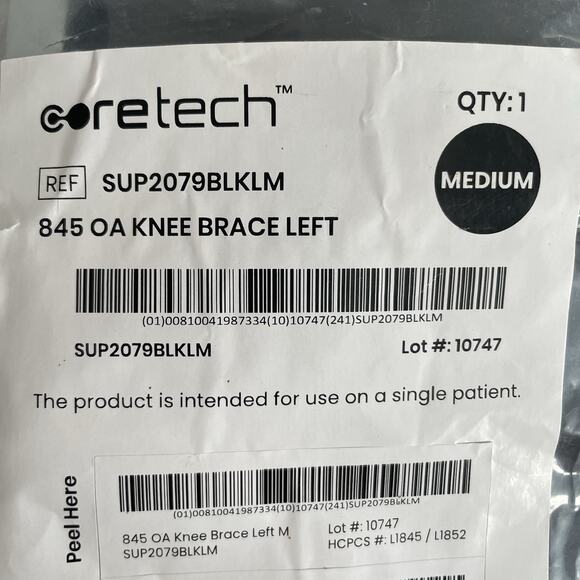 coretech™
QTY: 1
REF SUP2079BLKLM
MEDIUM
845 OA KNEE BRACE LEFT
(01)00810041987334(10)10747(241)SUP2079BLKLM
SUP2079BLKLM Lot #: 10747
The product is intended for use on a single patient.
Peel Here
(01)00810041987334(10)10747(241)SUP2079BLKLM
845 OA Knee Brace Left M Lot #: 10747
SUP2079BLKLM HCPCS #: L1845 / L1852